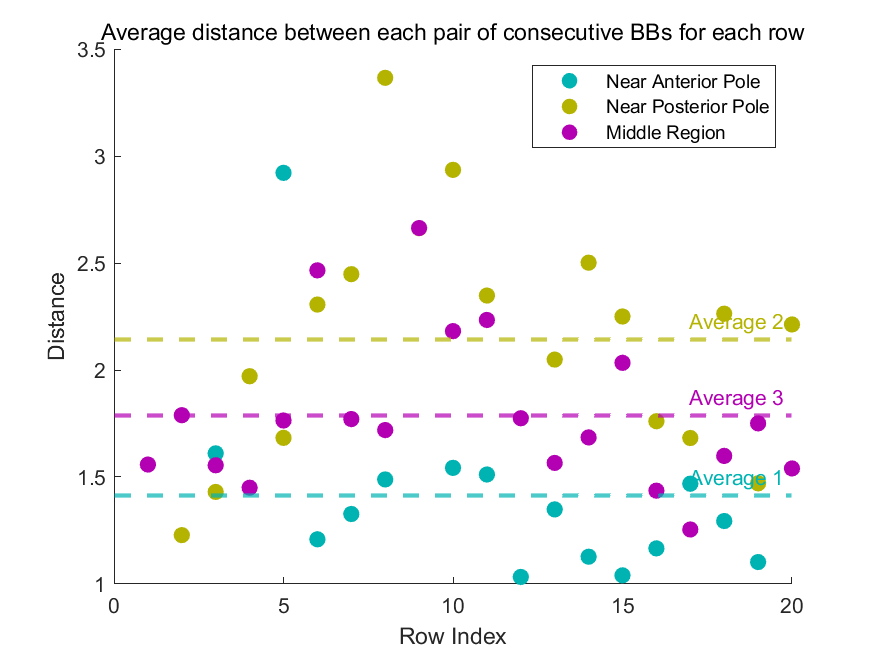 Average distance between each pair of consecutive BBs for each row
3.5
3
2.5
2
1.5
1
Distance
Near Anterior Pole
Near Posterior Pole
Middle Region
Average 2
Average 3
Average 1
0 5 10 15 20
Row Index